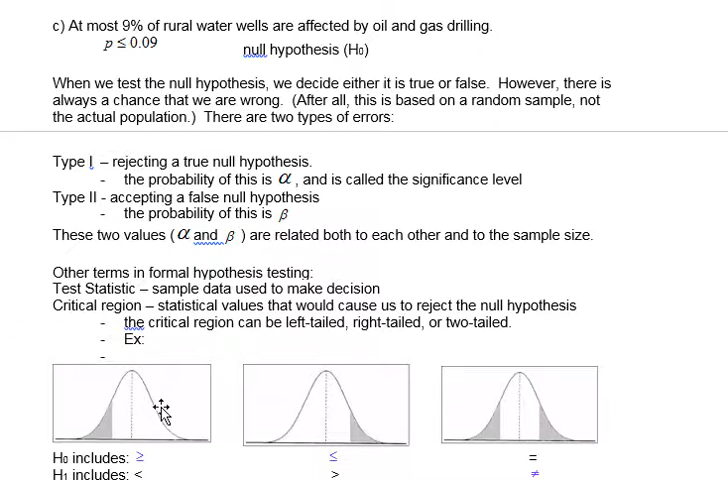 c) At most 9% of rural water wells are affected by oil and gas drilling.
p ≤ 0.09 null hypothesis (H₀)
When we test the null hypothesis, we decide either it is true or false. However, there is
always a chance that we are wrong. (After all, this is based on a random sample, not
the actual population.) There are two types of errors:
Type I – rejecting a true null hypothesis.
- the probability of this is α, and is called the significance level
Type II - accepting a false null hypothesis
- the probability of this is β
These two values (α and β) are related both to each other and to the sample size.
Other terms in formal hypothesis testing:
Test Statistic – sample data used to make decision
Critical region – statistical values that would cause us to reject the null hypothesis
- the critical region can be left-tailed, right-tailed, or two-tailed.
- Ex:
-
H₀ includes: ≥ ≤ =
H₁ includes: < > ≠